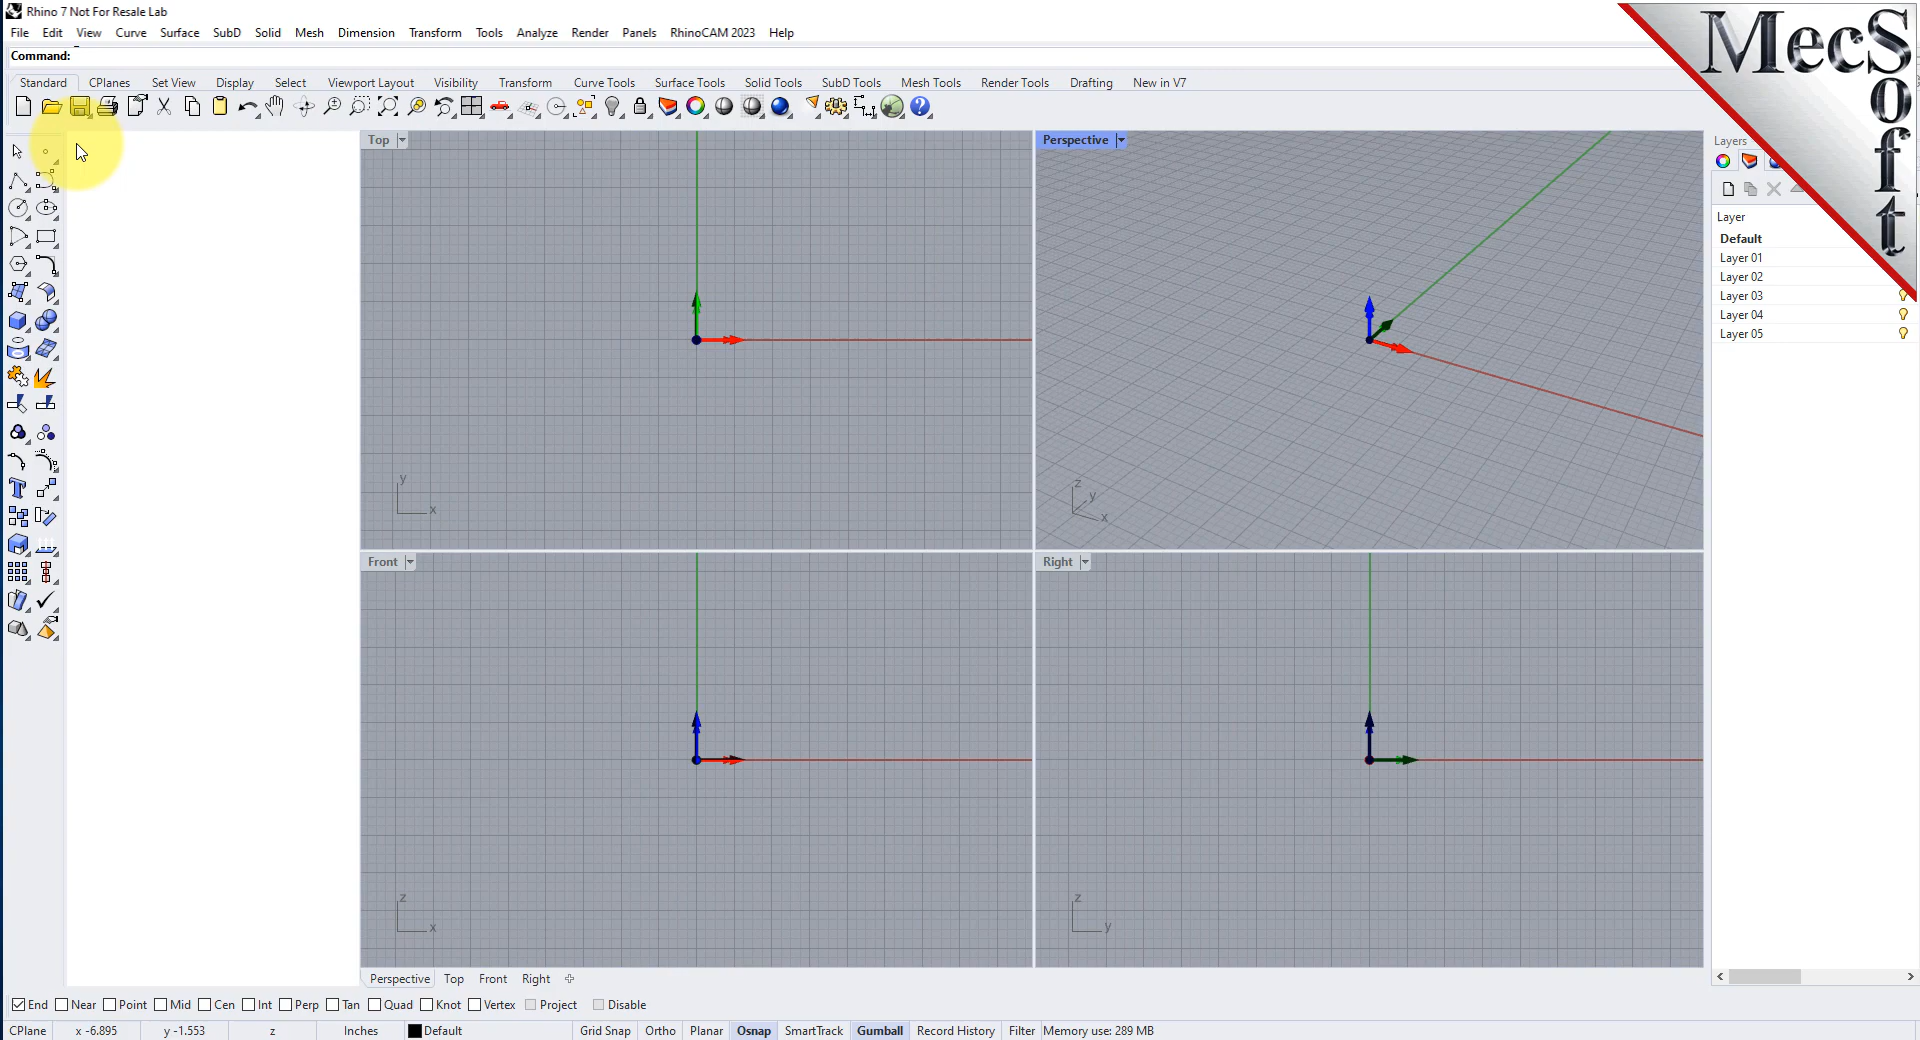 Rhino 7 Not For Resale Lab
File Edit View Curve Surface SubD Solid Mesh Dimension Transform Tools Analyze Render Panels RhinoCAM 2023 Help
Command:
Standard CPlanes Set View Display Select Viewport Layout Visibility Transform Curve Tools Surface Tools Solid Tools SubD Tools Mesh Tools Render Tools Drafting New in V7
MecSoft
Top
Perspective
Layers
Layer
Default
Layer 01
Layer 02
Layer 03
Layer 04
Layer 05
y
x
z
y
x
Front
Right
z
x
z
y
Perspective Top Front Right
End Near Point Mid Cen Int Perp Tan Quad Knot Vertex Project Disable
CPlane x -6.895 y -1.553 z Inches Default Grid Snap Ortho Planar Osnap SmartTrack Gumball Record History Filter Memory use: 289 MB